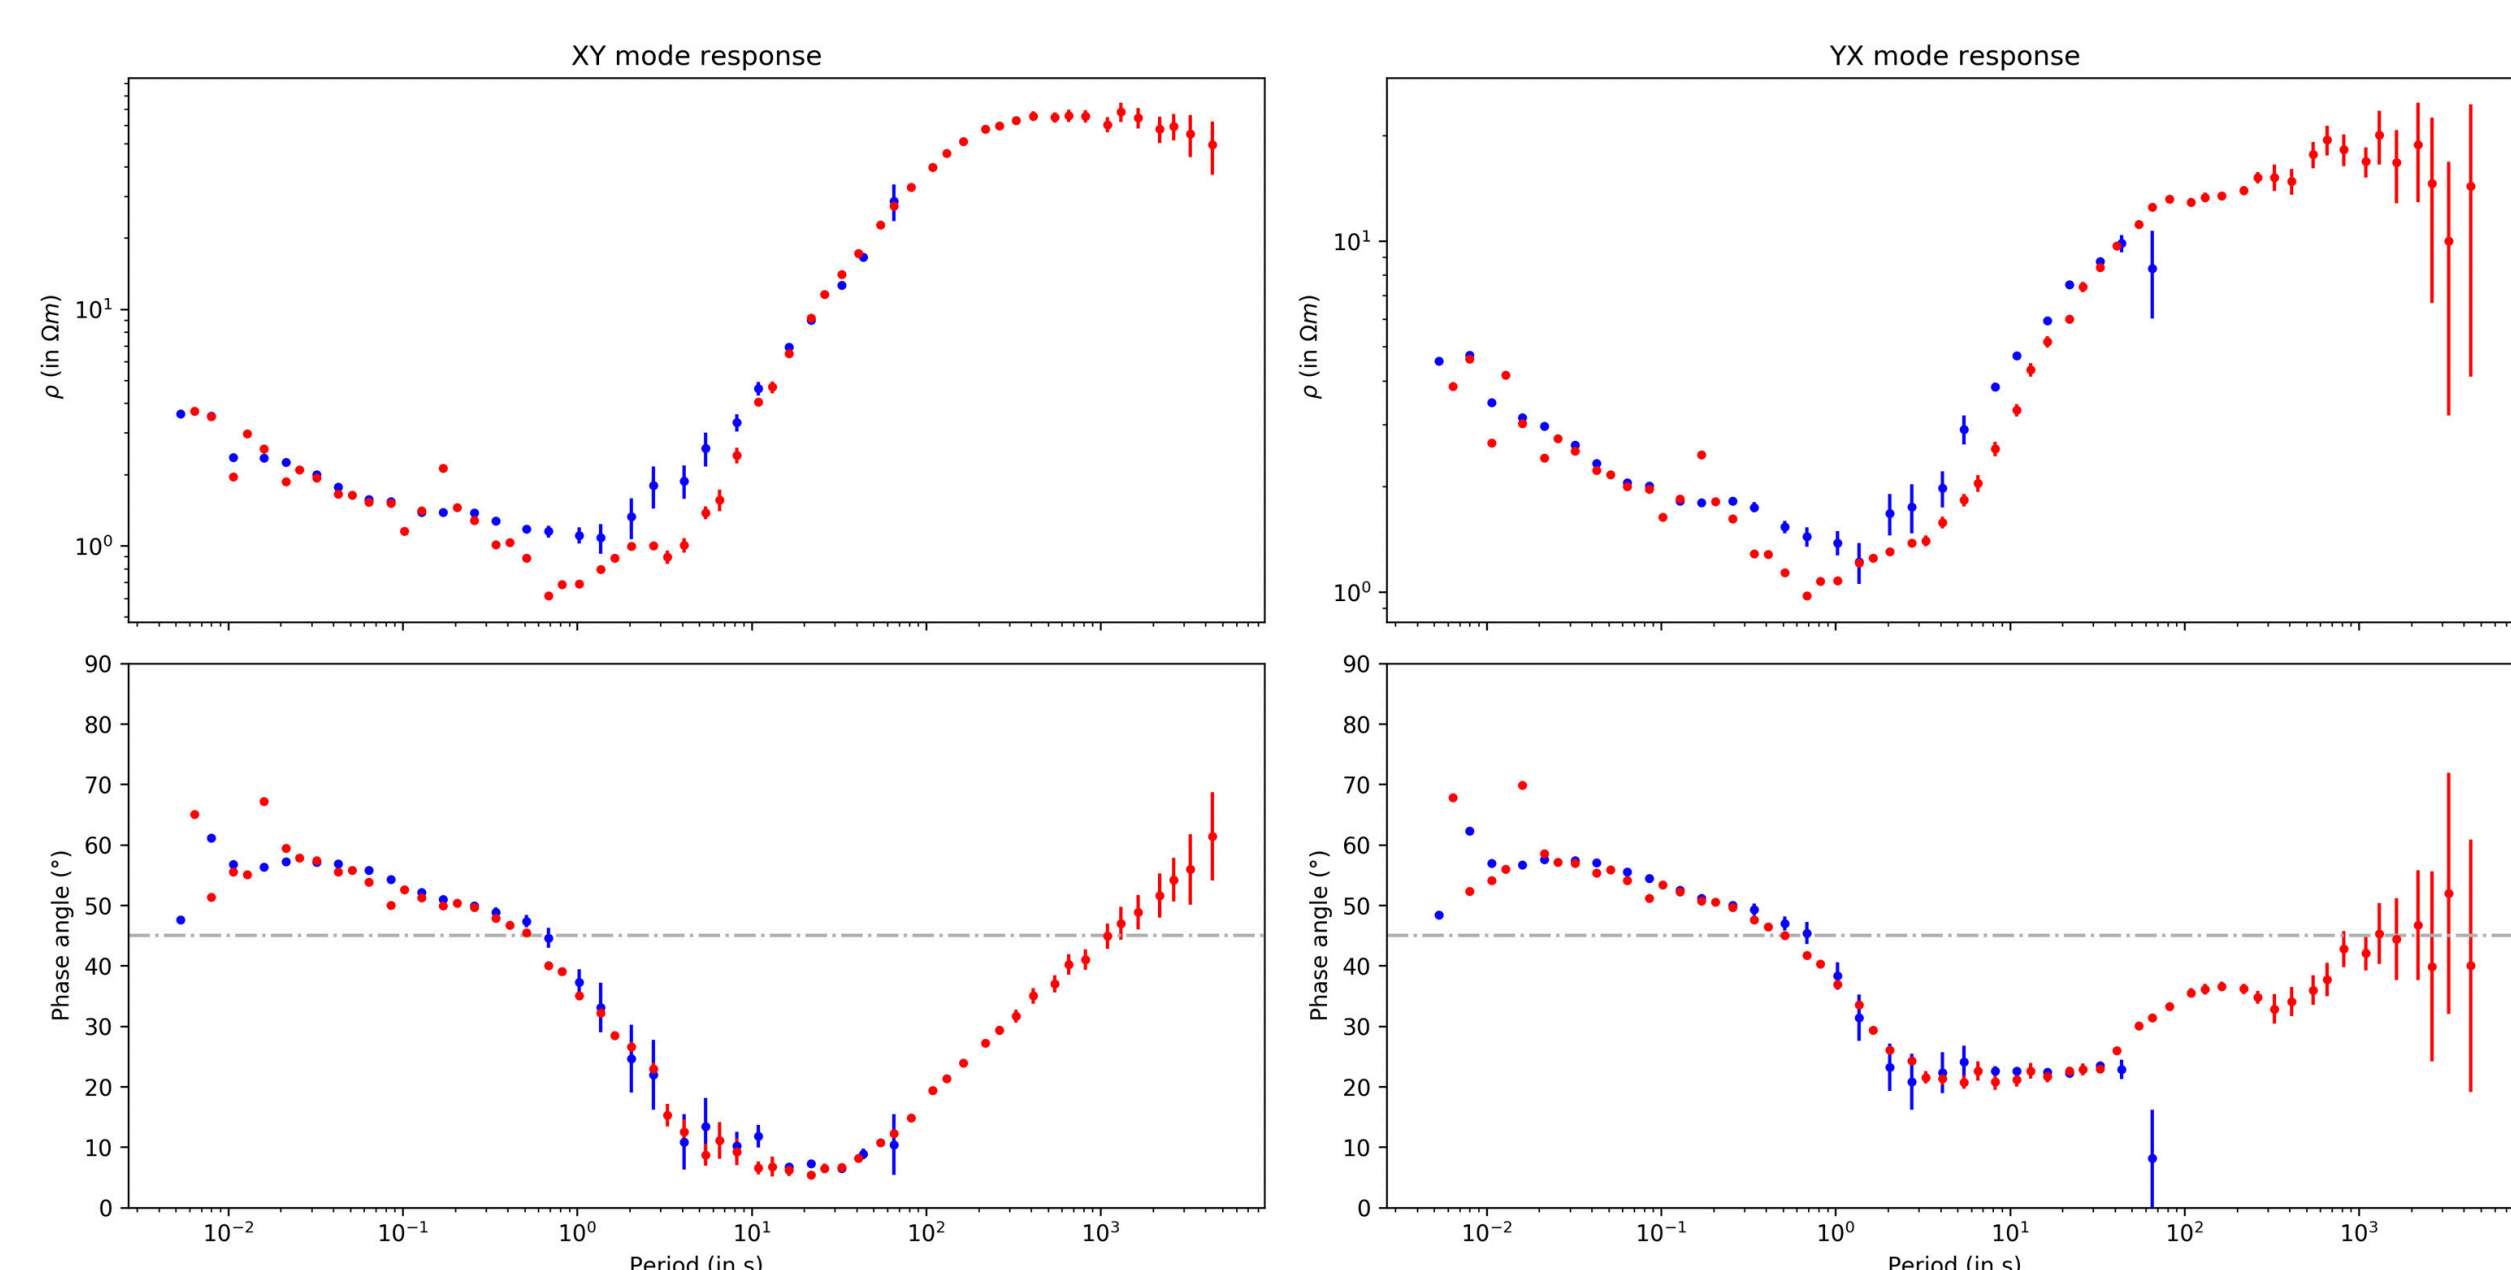 XY mode response
YX mode response
ρ (in Ωm)
10¹
10⁰
ρ (in Ωm)
10¹
10⁰
Phase angle (°)
90
80
70
60
50
40
30
20
10
0
10⁻² 10⁻¹ 10⁰ 10¹ 10² 10³
Period (in s)
Phase angle (°)
90
80
70
60
50
40
30
20
10
0
10⁻² 10⁻¹ 10⁰ 10¹ 10² 10³
Period (in s)